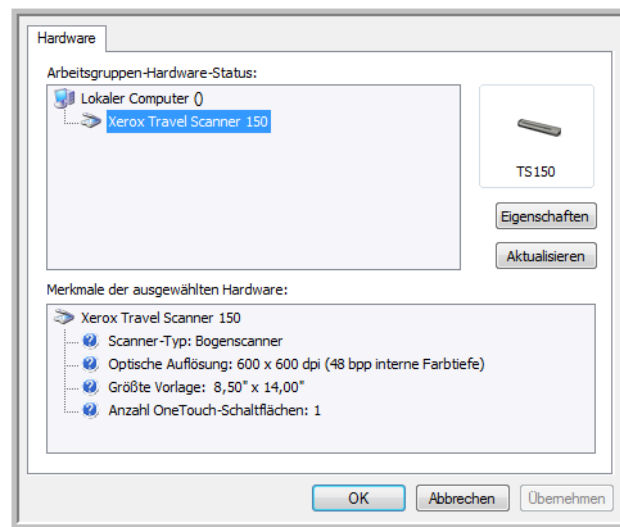 Hardware
Arbeitsgruppen-Hardware-Status:
Lokaler Computer ()
Xerox Travel Scanner 150
TS150
Eigenschaften
Aktualisieren
Merkmale der ausgewählten Hardware:
Xerox Travel Scanner 150
Scanner-Typ: Bogenscanner
Optische Auflösung: 600 x 600 dpi (48 bpp interne Farbtiefe)
Größte Vorlage: 8,50" x 14,00"
Anzahl OneTouch-Schaltflächen: 1
OK Abbrechen Übernehmen